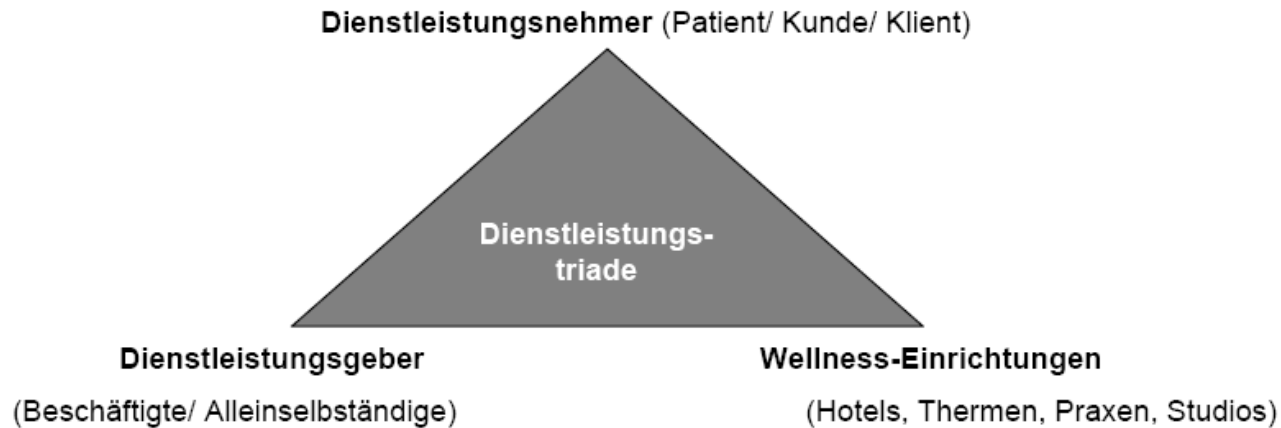 Dienstleistungsnehmer (Patient/ Kunde/ Klient)
Dienstleistungs-
triade
Dienstleistungsgeber
Wellness-Einrichtungen
(Beschäftigte/ Alleinselbständige)
(Hotels, Thermen, Praxen, Studios)